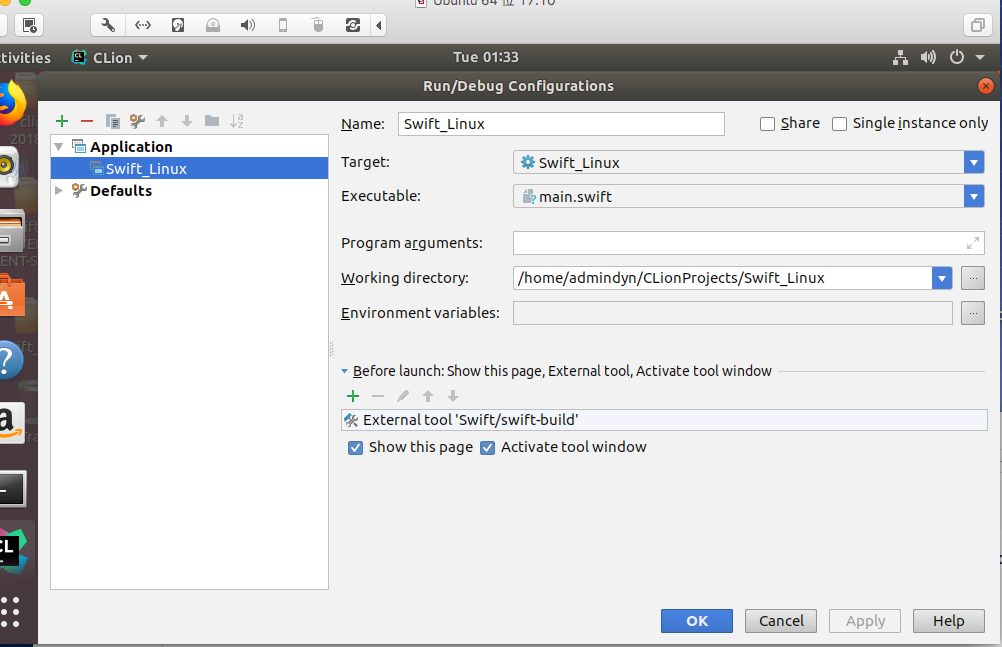 Ubuntu 64 位 17.10
tivities
CLion
Tue 01:33
Run/Debug Configurations
Name:
Swift_Linux
Share
Single instance only
Application
Swift_Linux
Defaults
Target:
Swift_Linux
Executable:
main.swift
Program arguments:
Working directory:
/home/admindyn/CLionProjects/Swift_Linux
...
Environment variables:
...
Before launch: Show this page, External tool, Activate tool window
External tool 'Swift/swift-build'
Show this page
Activate tool window
OK
Cancel
Apply
Help